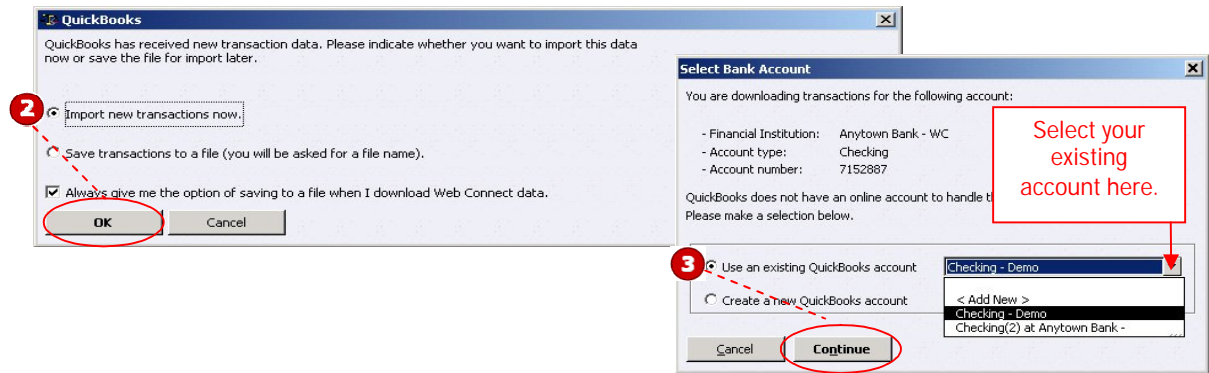 QuickBooks
QuickBooks has received new transaction data. Please indicate whether you want to import this data
now or save the file for import later.
2
Import new transactions now.
Save transactions to a file (you will be asked for a file name).
Always give me the option of saving to a file when I download Web Connect data.
OK Cancel
Select Bank Account
You are downloading transactions for the following account:
- Financial Institution: Anytown Bank - WC
- Account type: Checking
- Account number: 7152887
QuickBooks does not have an online account to handle
Please make a selection below.
Select your
existing
account here.
3
Use an existing QuickBooks account Checking - Demo
Create a new QuickBooks account
< Add New >
Checking - Demo
Checking(2) at Anytown Bank -
Cancel Continue